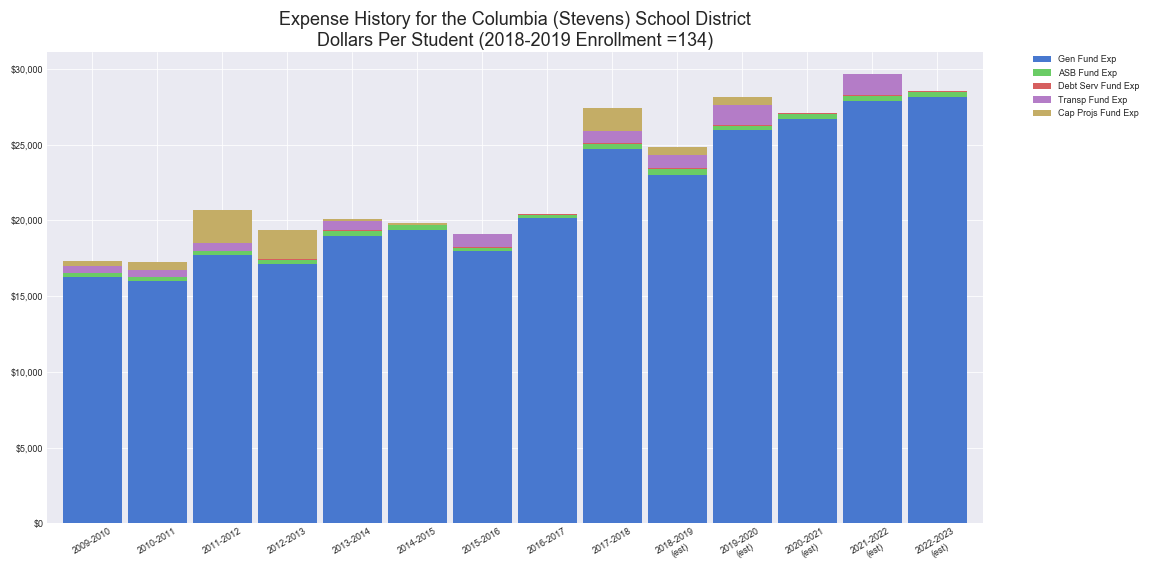 Expense History for the Columbia (Stevens) School District
Dollars Per Student (2018-2019 Enrollment =134)
$30,000
$25,000
$20,000
$15,000
$10,000
$5,000
$0
2009-2010
2010-2011
2011-2012
2012-2013
2013-2014
2014-2015
2015-2016
2016-2017
2017-2018
2018-2019
(est)
2019-2020
(est)
2020-2021
(est)
2021-2022
(est)
2022-2023
(est)
Gen Fund Exp
ASB Fund Exp
Debt Serv Fund Exp
Transp Fund Exp
Cap Projs Fund Exp